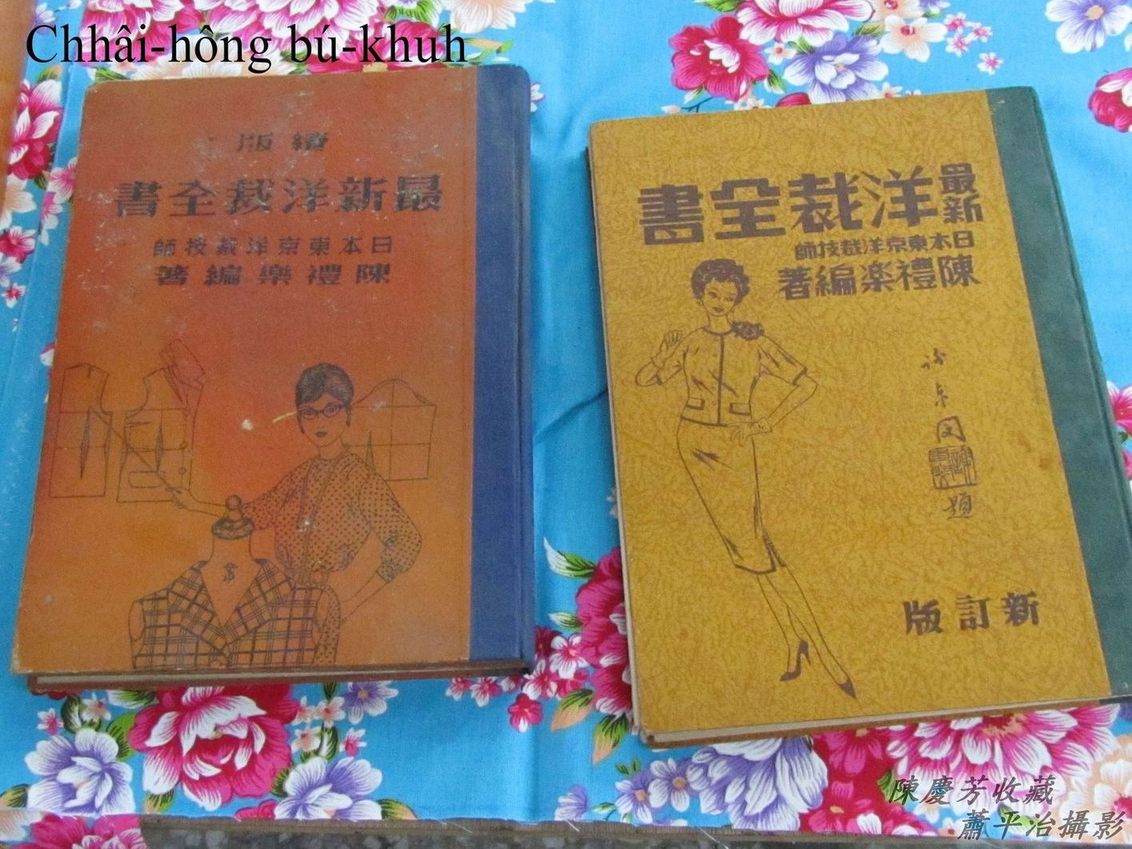 Chhâi-hông bú-khuh
續版
最新洋裁全書
日本東京洋裁技師
陳禮樂編著
最新洋裁全書
日本東京洋裁技師
陳禮楽編著
題
新訂版
陳慶芳收藏
蕭平治攝影